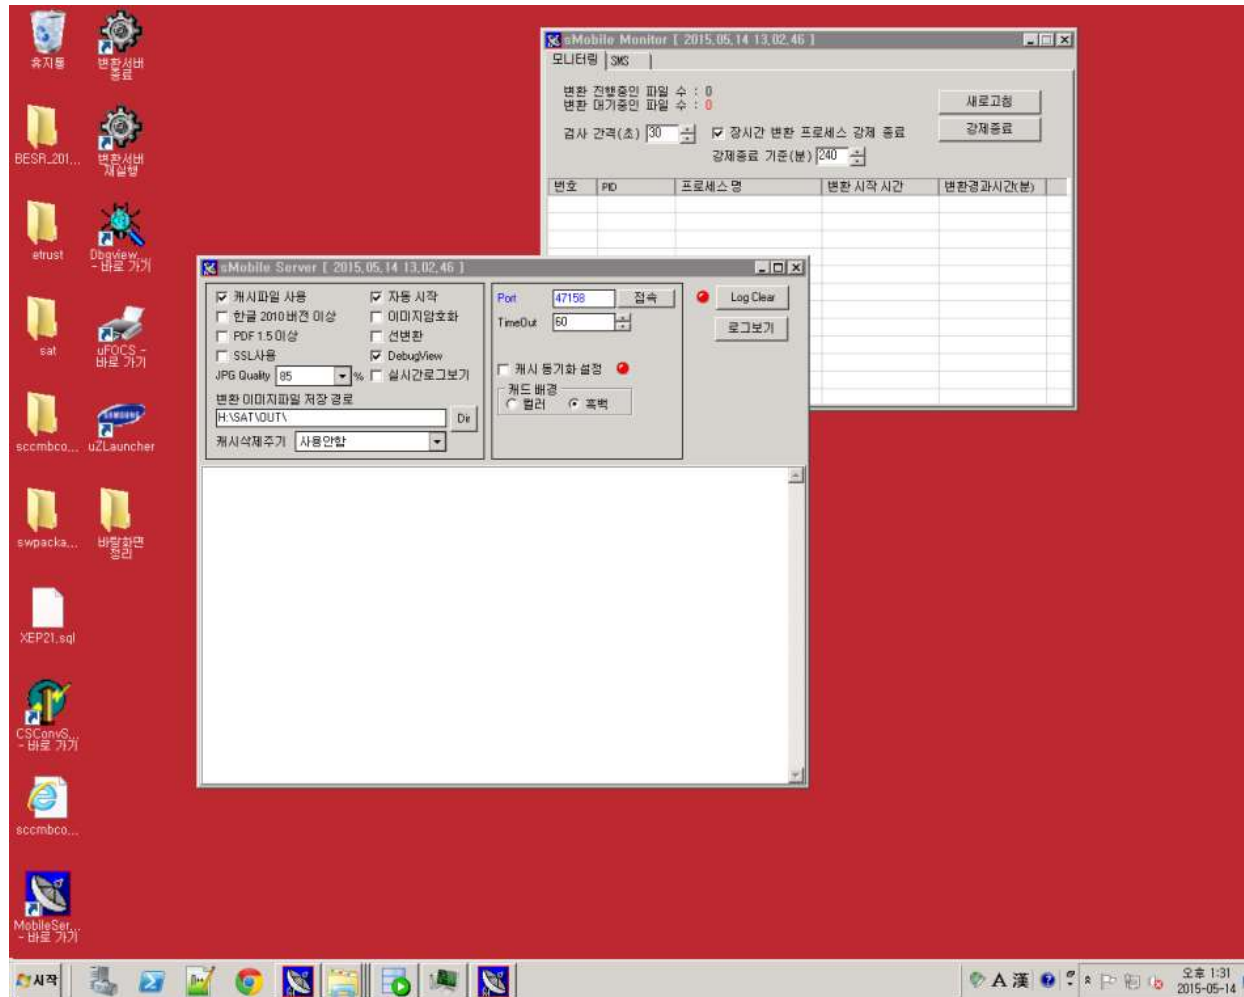 휴지통
변환서버
종료
BESR_201...
변환서버
재실행
etrust
Dbgview...
- 바로 가기
sat
uFOCS -
바로 가기
sccmbco...
uZLauncher
swpacka...
바탕화면
정리
XEP21.sql
CSConvS...
- 바로 가기
sccmbco...
MobileSer...
- 바로 가기
sMobile Monitor [ 2015.05.14 13.02.46 ]
모니터링
SMS
변환 진행중인 파일 수 : 0
변환 대기중인 파일 수 : 0
새로고침
검사 간격(초) 30
장시간 변환 프로세스 강제 종료
강제종료
강제종료 기준(분) 240
번호 PID 프로세스 명 변환 시작 시간 변환경과시간(분)
sMobile Server [ 2015.05.14 13.02.46 ]
캐시파일 사용
자동 시작
한글 2010 버전 이상
이미지암호화
PDF 1.5 이상
선변환
SSL사용
DebugView
JPG Quality 85 %
실시간로그보기
변환 이미지파일 저장 경로
H:\SAT\OUT\
Dir
캐시삭제주기 사용안함
Port 47158 접속
TimeOut 60
캐시 동기화 설정
캐드 배경
컬러 흑백
Log Clear
로그보기
시작
A 漢
오후 1:31
2015-05-14